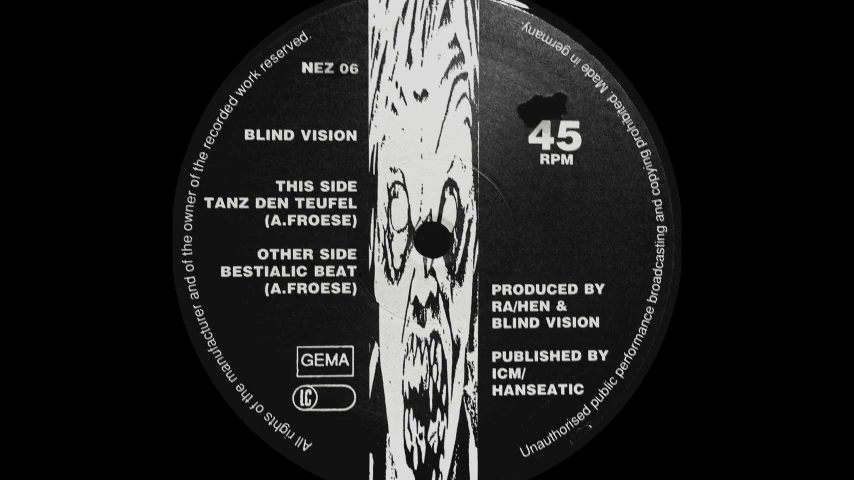 NEZ 06
BLIND VISION
THIS SIDE
TANZ DEN TEUFEL
(A.FROESE)
OTHER SIDE
BESTIALIC BEAT
(A.FROESE)
GEMA
LC
45
RPM
PRODUCED BY
RA/HEN &
BLIND VISION
PUBLISHED BY
ICM/
HANSEATIC
All rights of the manufacturer and of the owner of the recorded work reserved.
Unauthorised public performance broadcasting and copying prohibited. Made in germany.